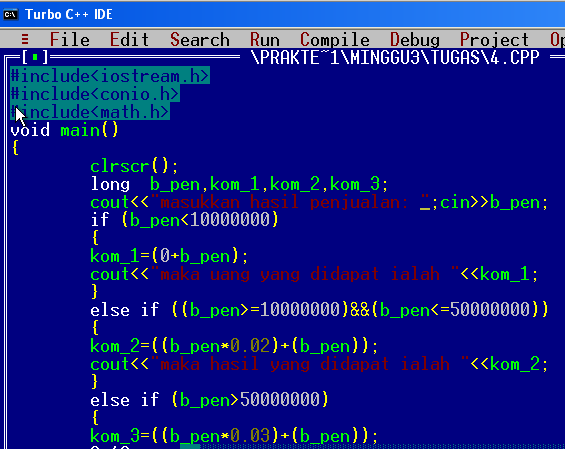 Turbo C++ IDE
≡ File Edit Search Run Compile Debug Project O
[■] \PRAKTE~1\MINGGU3\TUGAS\4.CPP
#include<iostream.h>
#include<conio.h>
#include<math.h>
void main()
{
clrscr();
long b_pen,kom_1,kom_2,kom_3;
cout<<"masukkan hasil penjualan: ";cin>>b_pen;
if (b_pen<10000000)
{
kom_1=(0+b_pen);
cout<<"maka uang yang didapat ialah "<<kom_1;
}
else if ((b_pen>=10000000)&&(b_pen<=50000000))
{
kom_2=((b_pen*0.02)+(b_pen));
cout<<"maka hasil yang didapat ialah "<<kom_2;
}
else if (b_pen>50000000)
{
kom_3=((b_pen*0.03)+(b_pen));